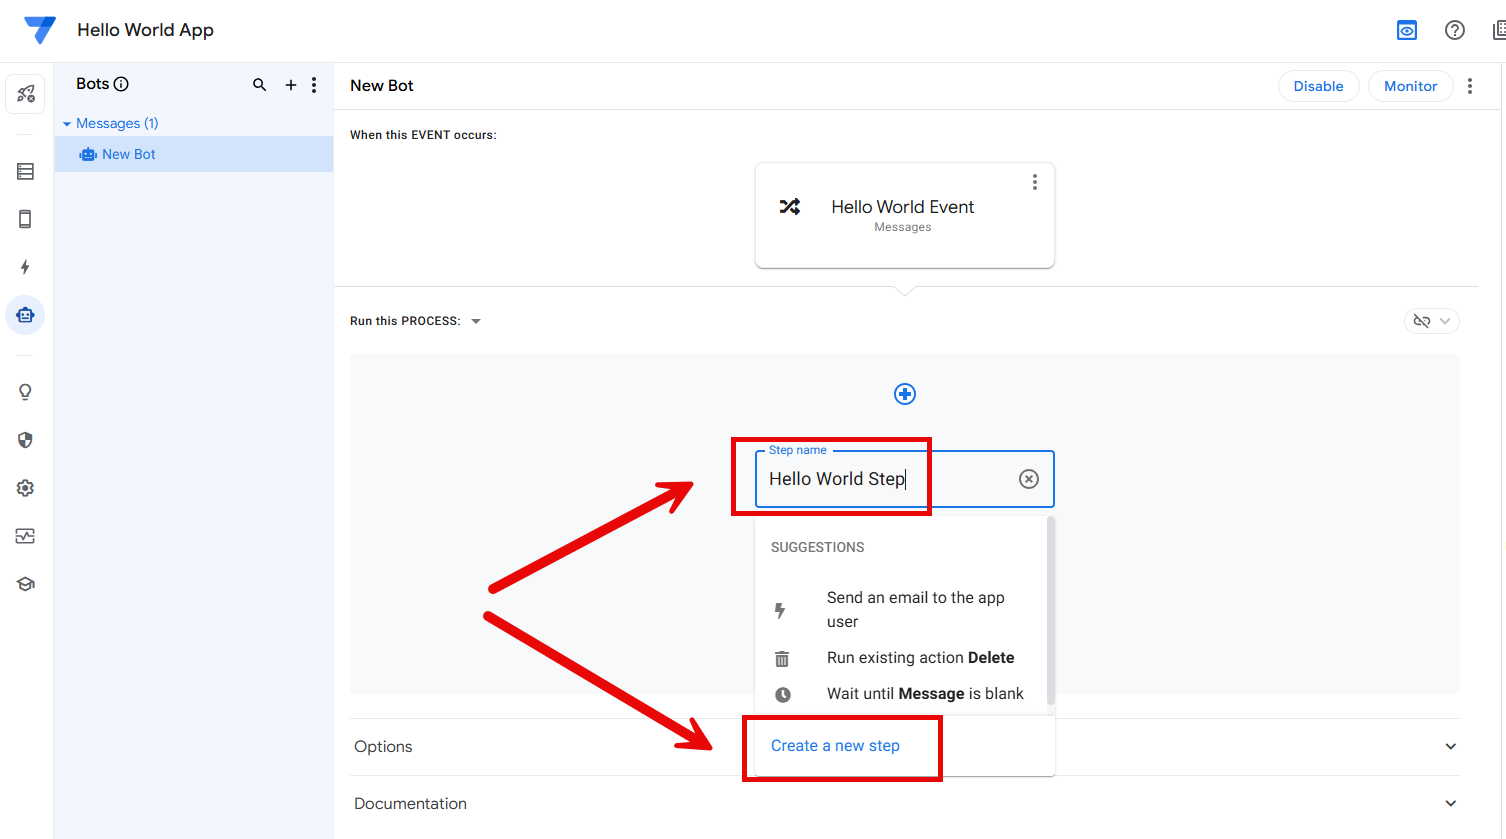 Hello World App
Bots
Messages (1)
New Bot
New Bot
Disable
Monitor
When this EVENT occurs:
Hello World Event
Messages
Run this PROCESS:
Step name
Hello World Step
SUGGESTIONS
Send an email to the app
user
Run existing action Delete
Wait until Message is blank
Create a new step
Options
Documentation